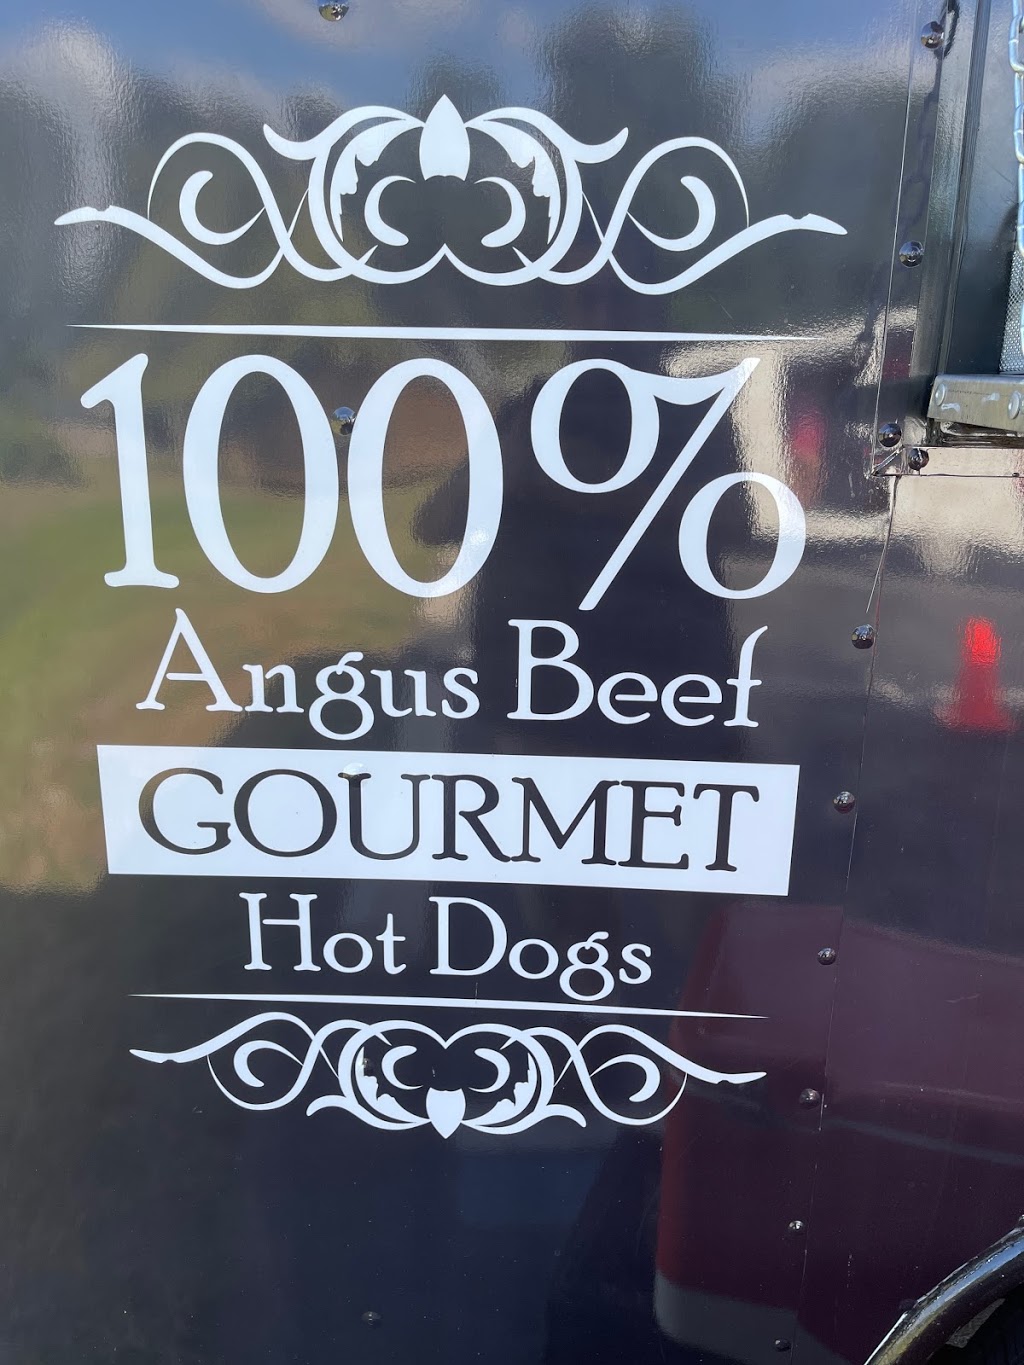 100%
Angus Beef
GOURMET
Hot Dogs